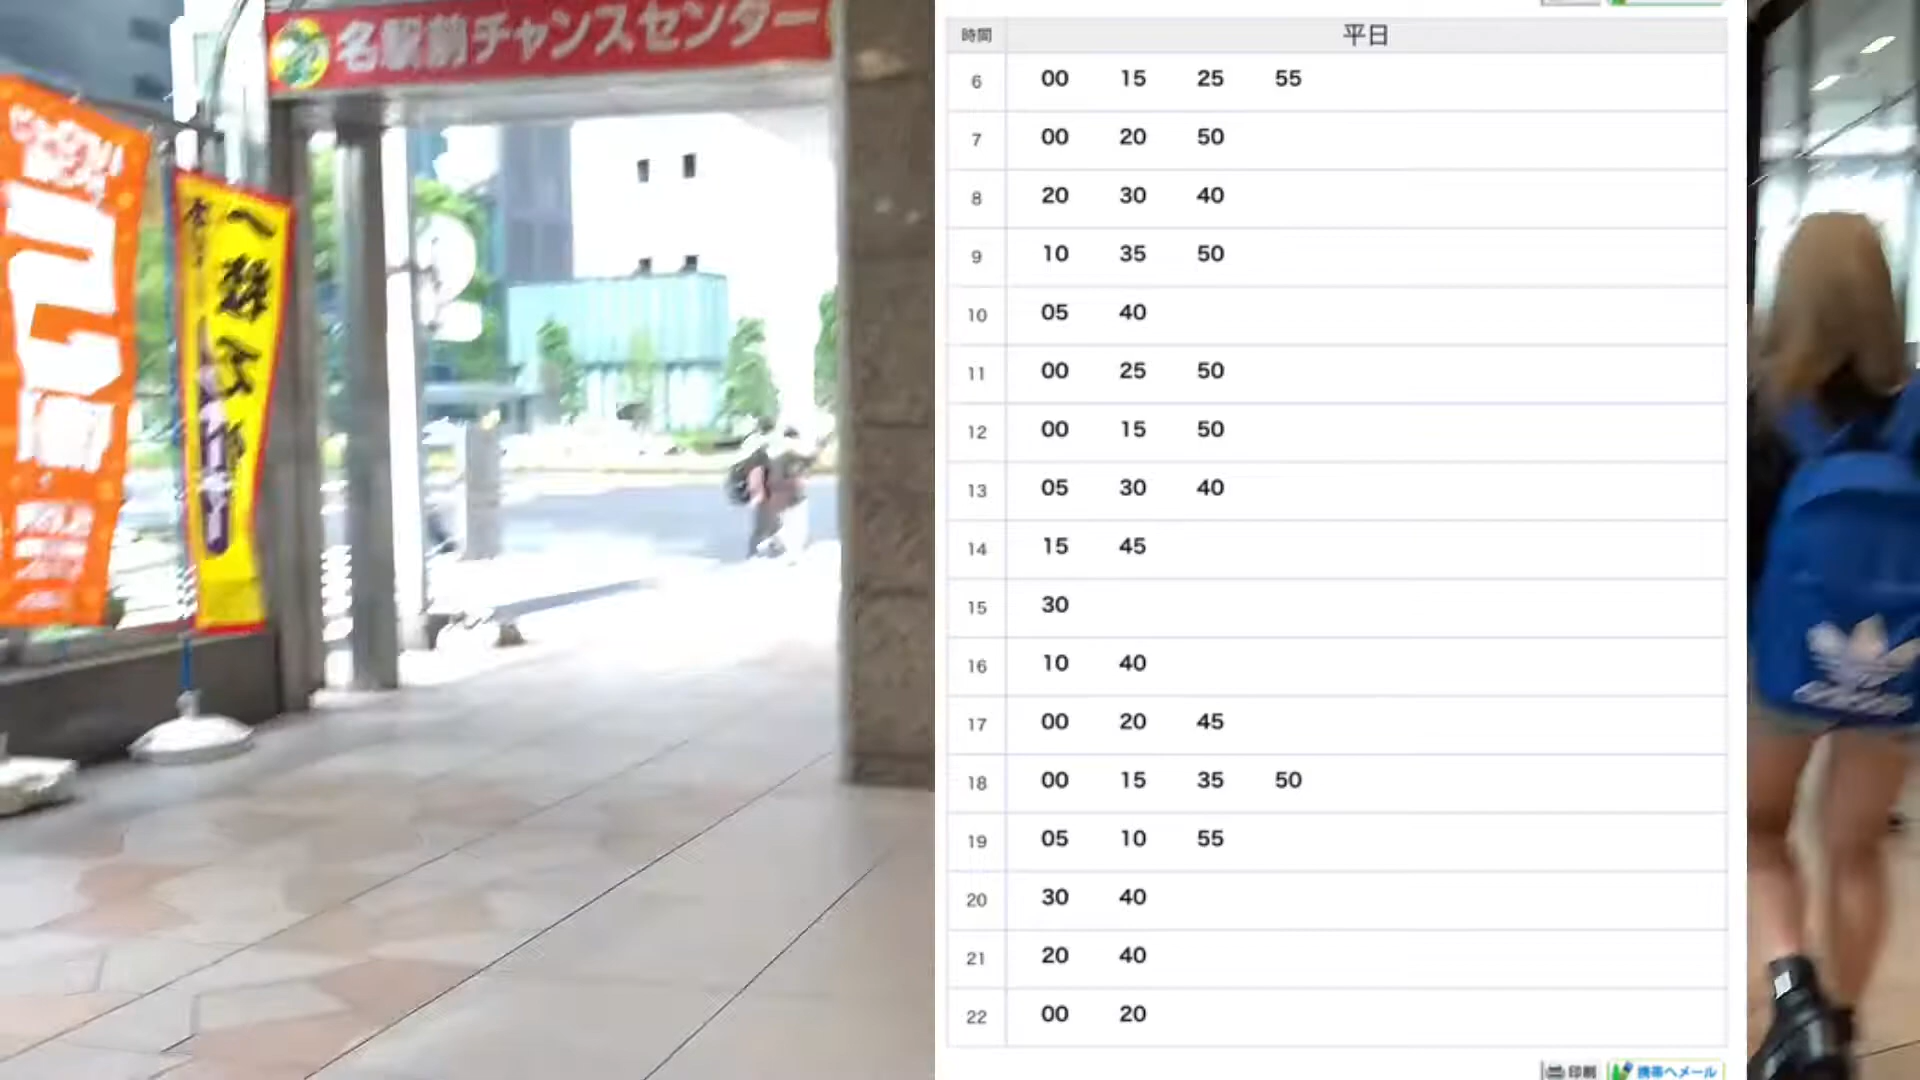 名駅前チャンスセンター
時間 平日
6 00 15 25 55
7 00 20 50
8 20 30 40
9 10 35 50
10 05 40
11 00 25 50
12 00 15 50
13 05 30 40
14 15 45
15 30
16 10 40
17 00 20 45
18 00 15 35 50
19 05 10 55
20 30 40
21 20 40
22 00 20
印刷 携帯へメール